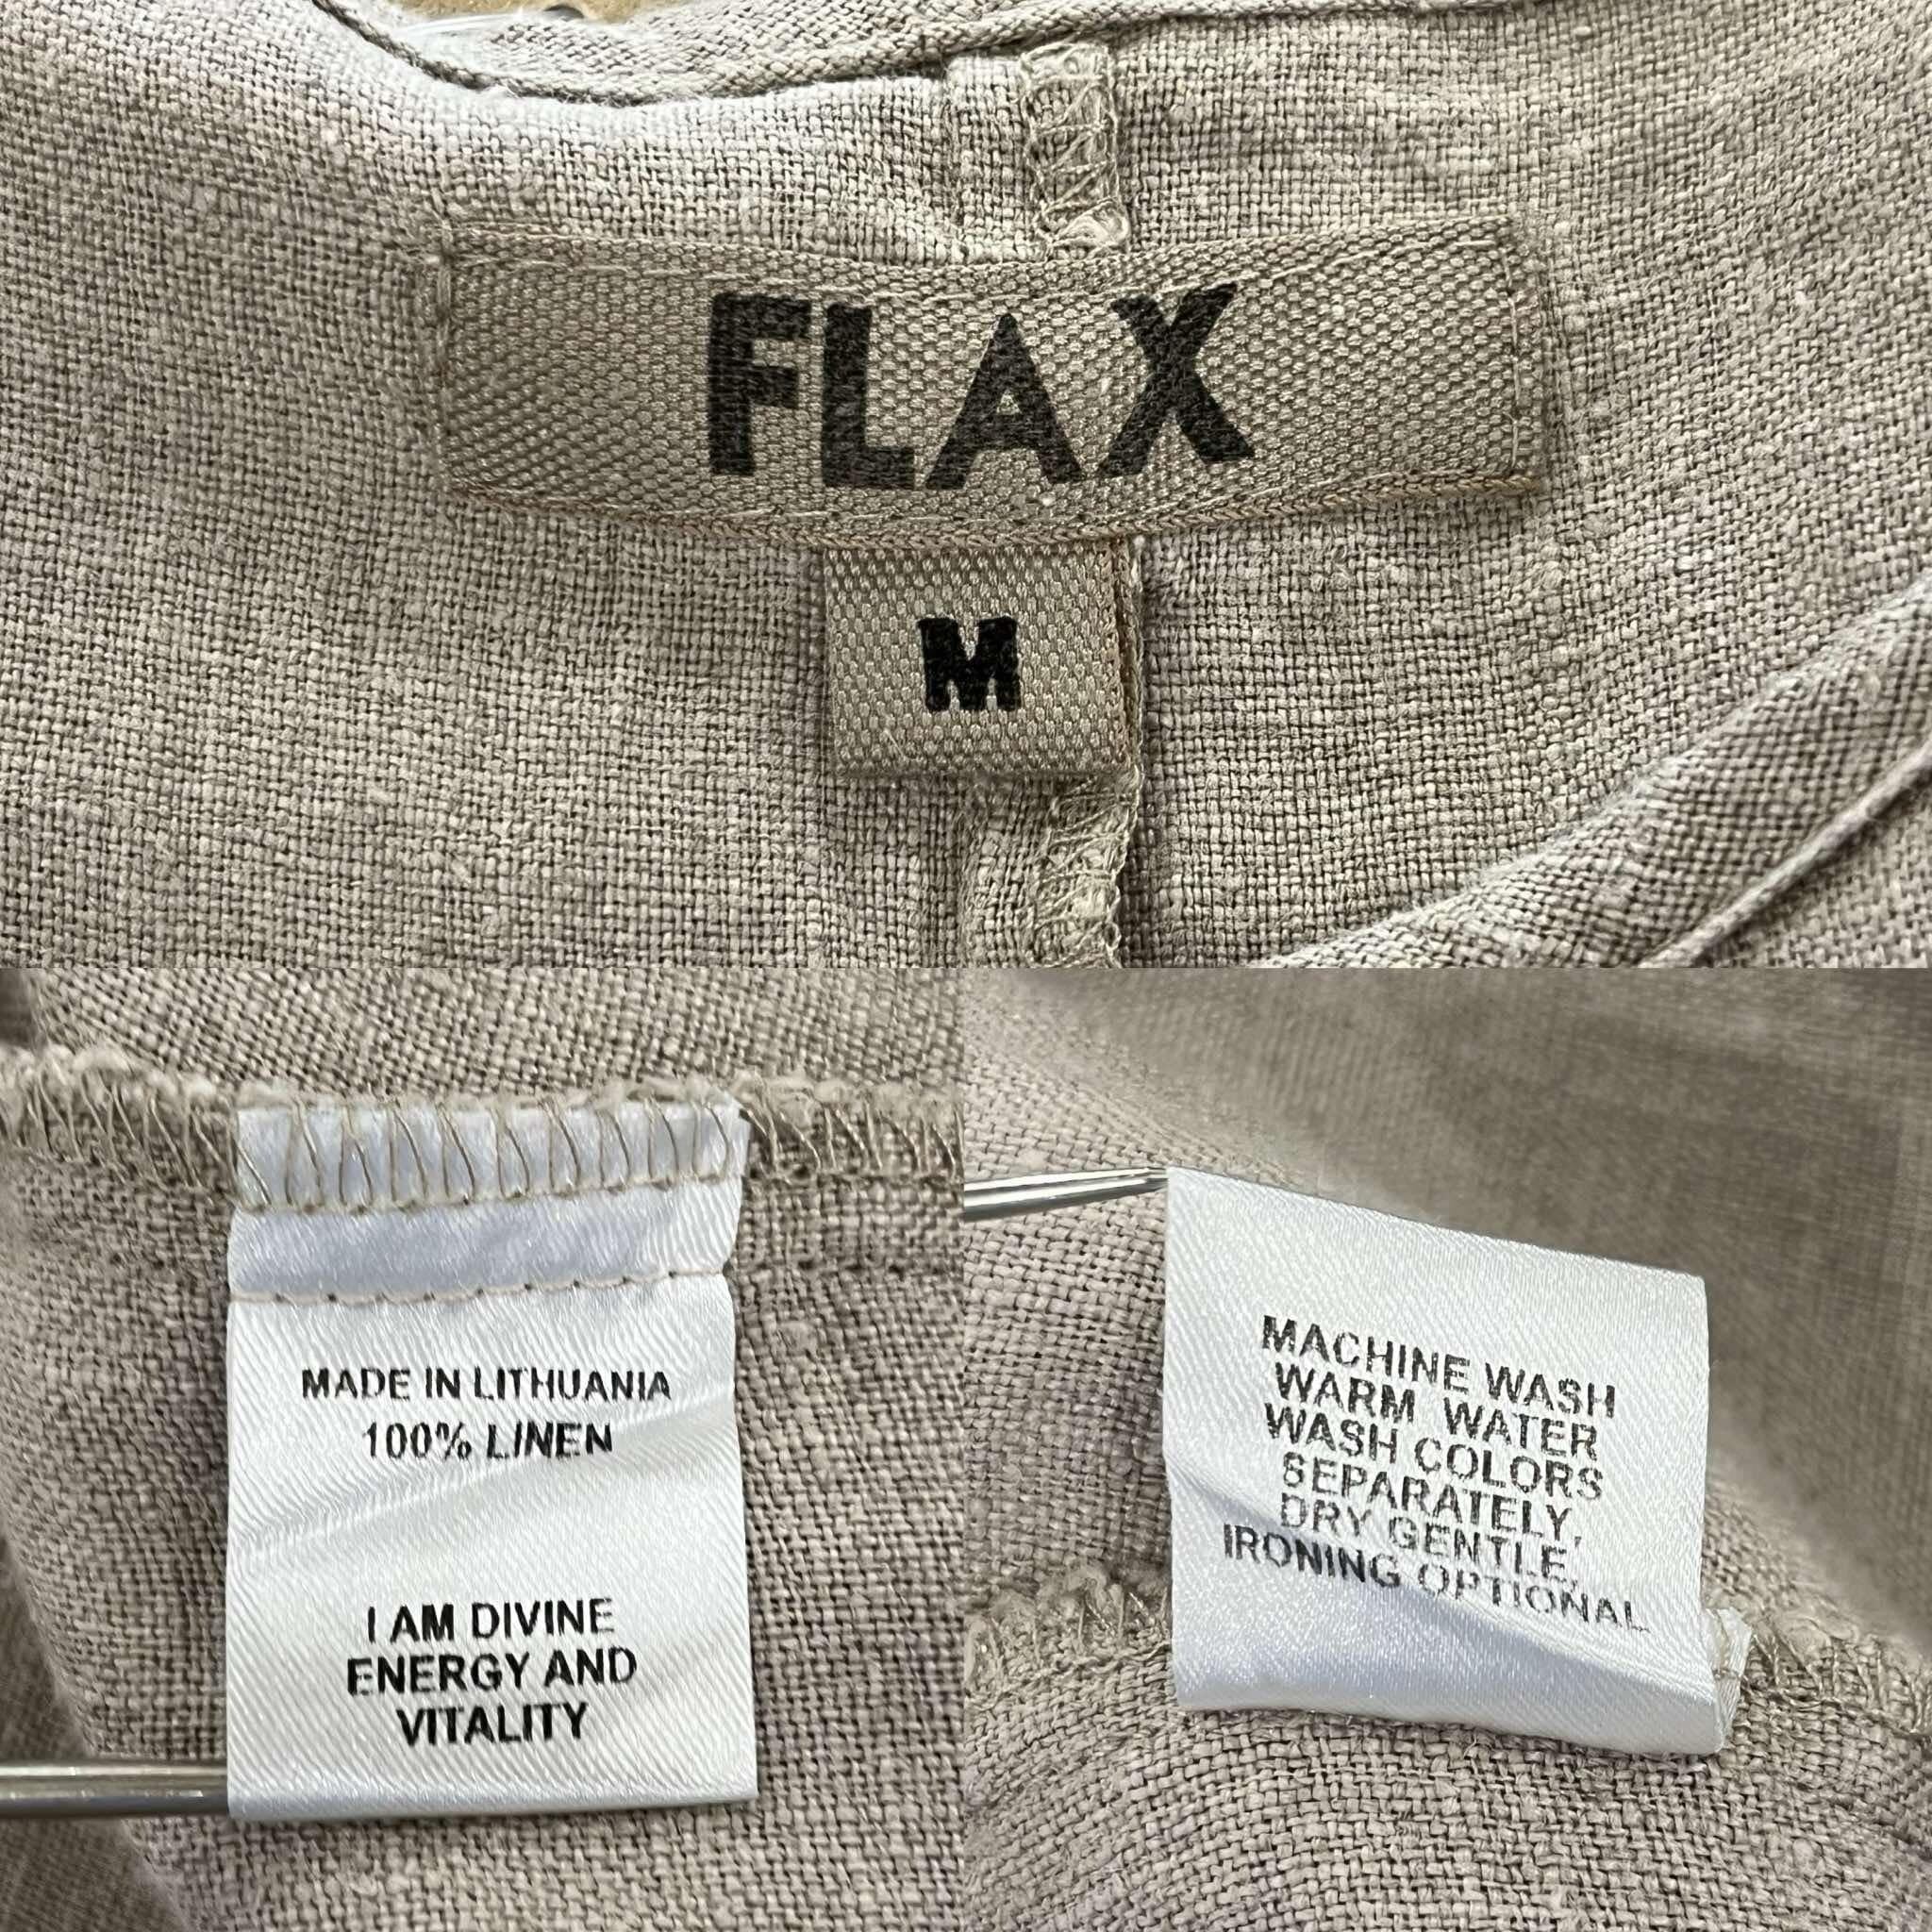 FLAX
M
MADE IN LITHUANIA
100% LINEN
I AM DIVINE
ENERGY AND
VITALITY
MACHINE WASH
WARM WATER
WASH COLORS
SEPARATELY,
DRY GENTLE,
IRONING OPTIONAL